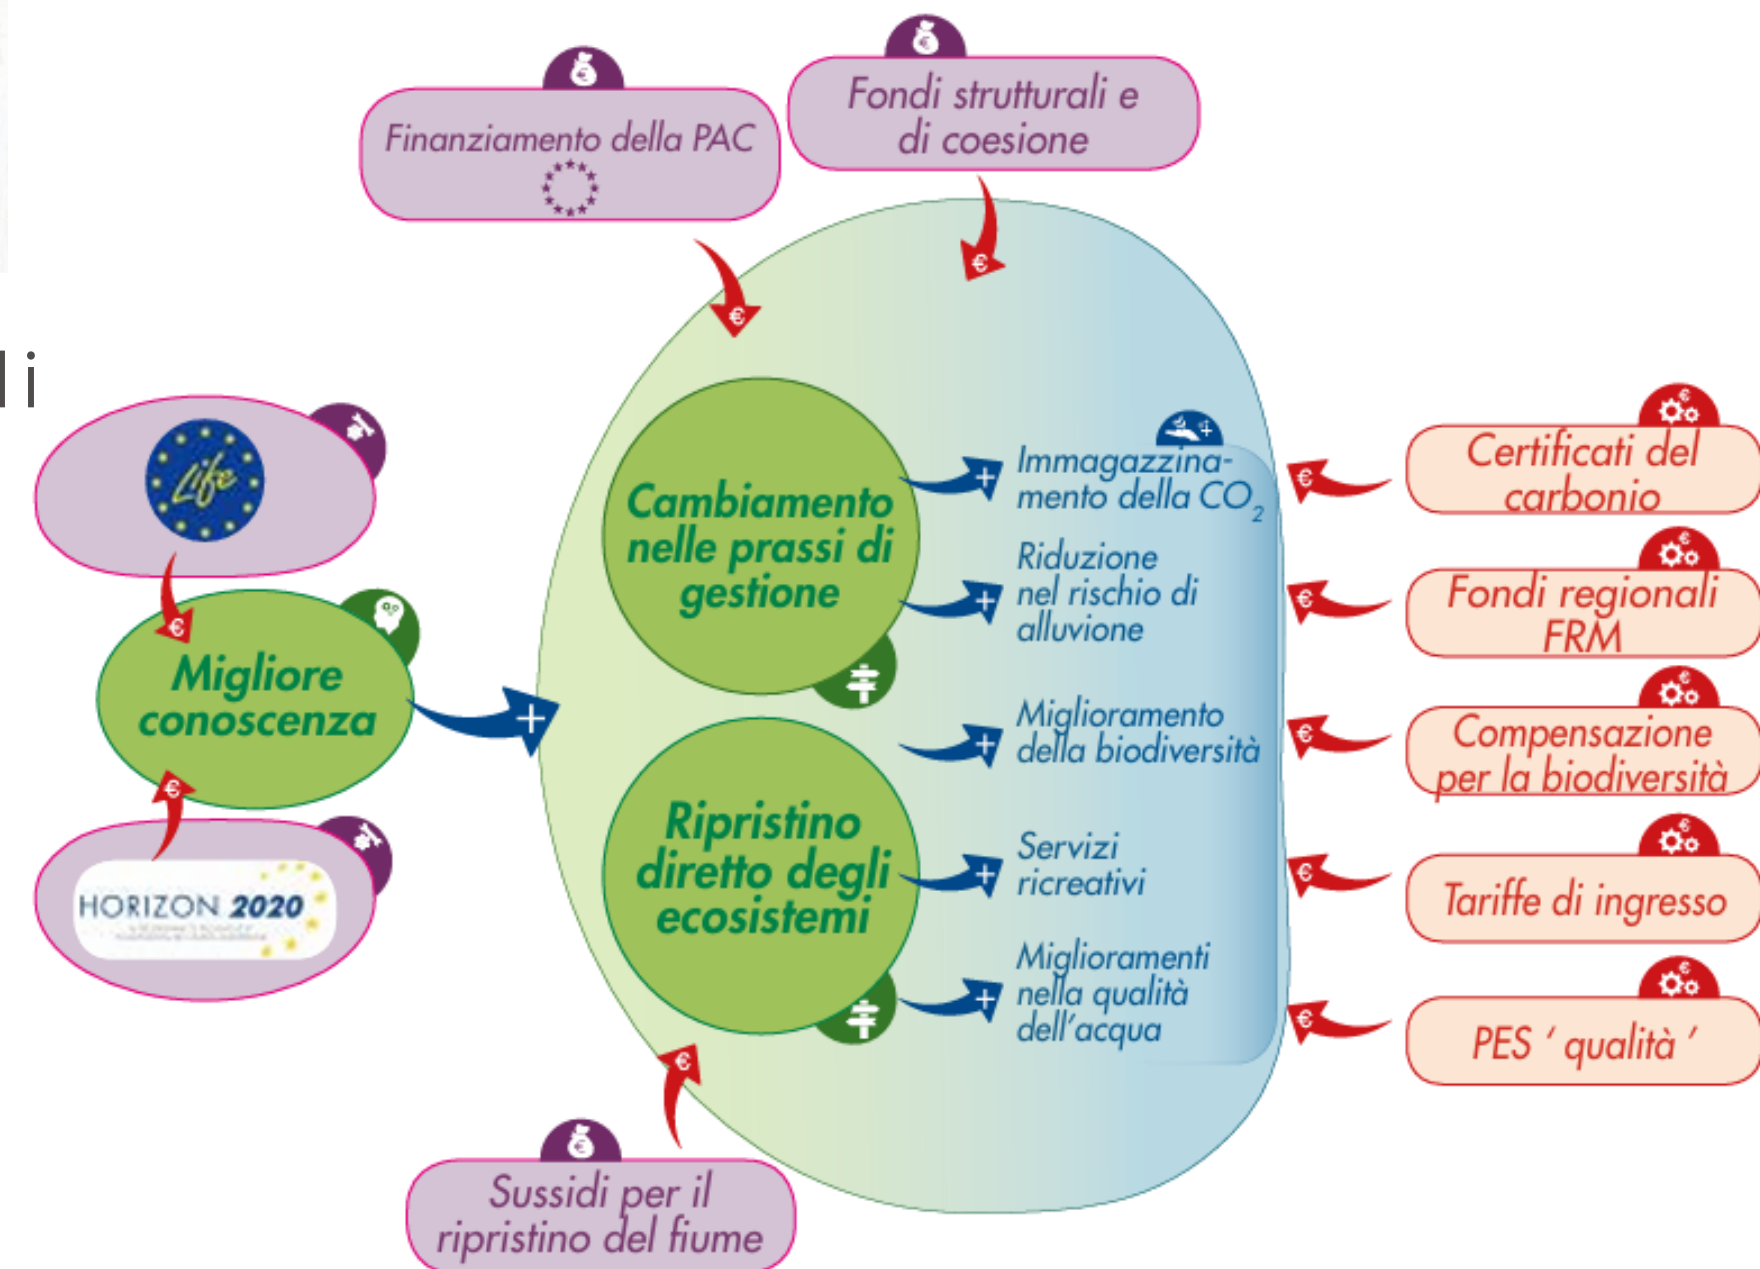 Fondi strutturali e
di coesione
Finanziamento della PAC
li
Life
Migliore
conoscenza
HORIZON 2020
Cambiamento
nelle prassi di
gestione
Ripristino
diretto degli
ecosistemi
Immagazzina-
mento della CO₂
Riduzione
nel rischio di
alluvione
Miglioramento
della biodiversità
Servizi
ricreativi
Miglioramenti
nella qualità
dell'acqua
Certificati del
carbonio
Fondi regionali
FRM
Compensazione
per la biodiversità
Tariffe di ingresso
PES ' qualità '
Sussidi per il
ripristino del fiume